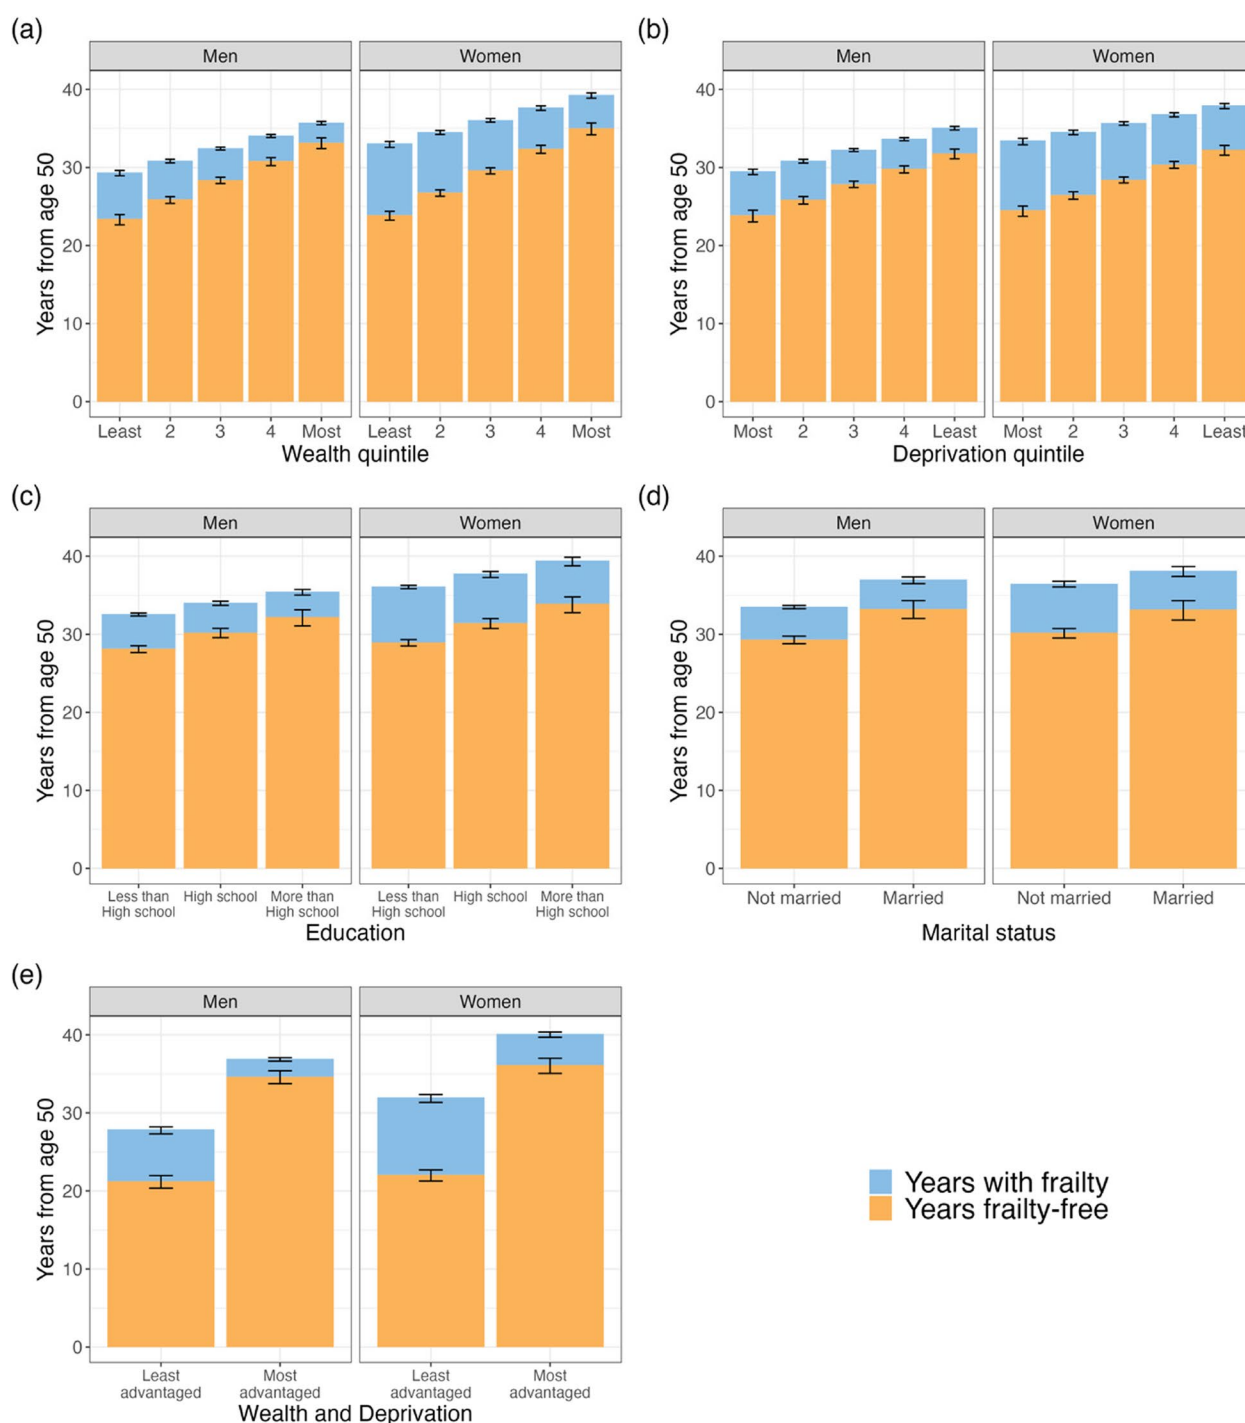 (a)
Men
Women
40
30
20
10
0
Years from age 50
Least 2 3 4 Most
Least 2 3 4 Most
Wealth quintile
(b)
Men
Women
40
30
20
10
0
Years from age 50
Most 2 3 4 Least
Most 2 3 4 Least
Deprivation quintile
(c)
Men
Women
40
30
20
10
0
Years from age 50
Less than High school More than
High school High school
Less than High school More than
High school High school
Education
(d)
Men
Women
40
30
20
10
0
Years from age 50
Not married Married
Not married Married
Marital status
(e)
Men
Women
40
30
20
10
0
Years from age 50
Least Most
advantaged advantaged
Least Most
advantaged advantaged
Wealth and Deprivation
Years with frailty
Years frailty-free